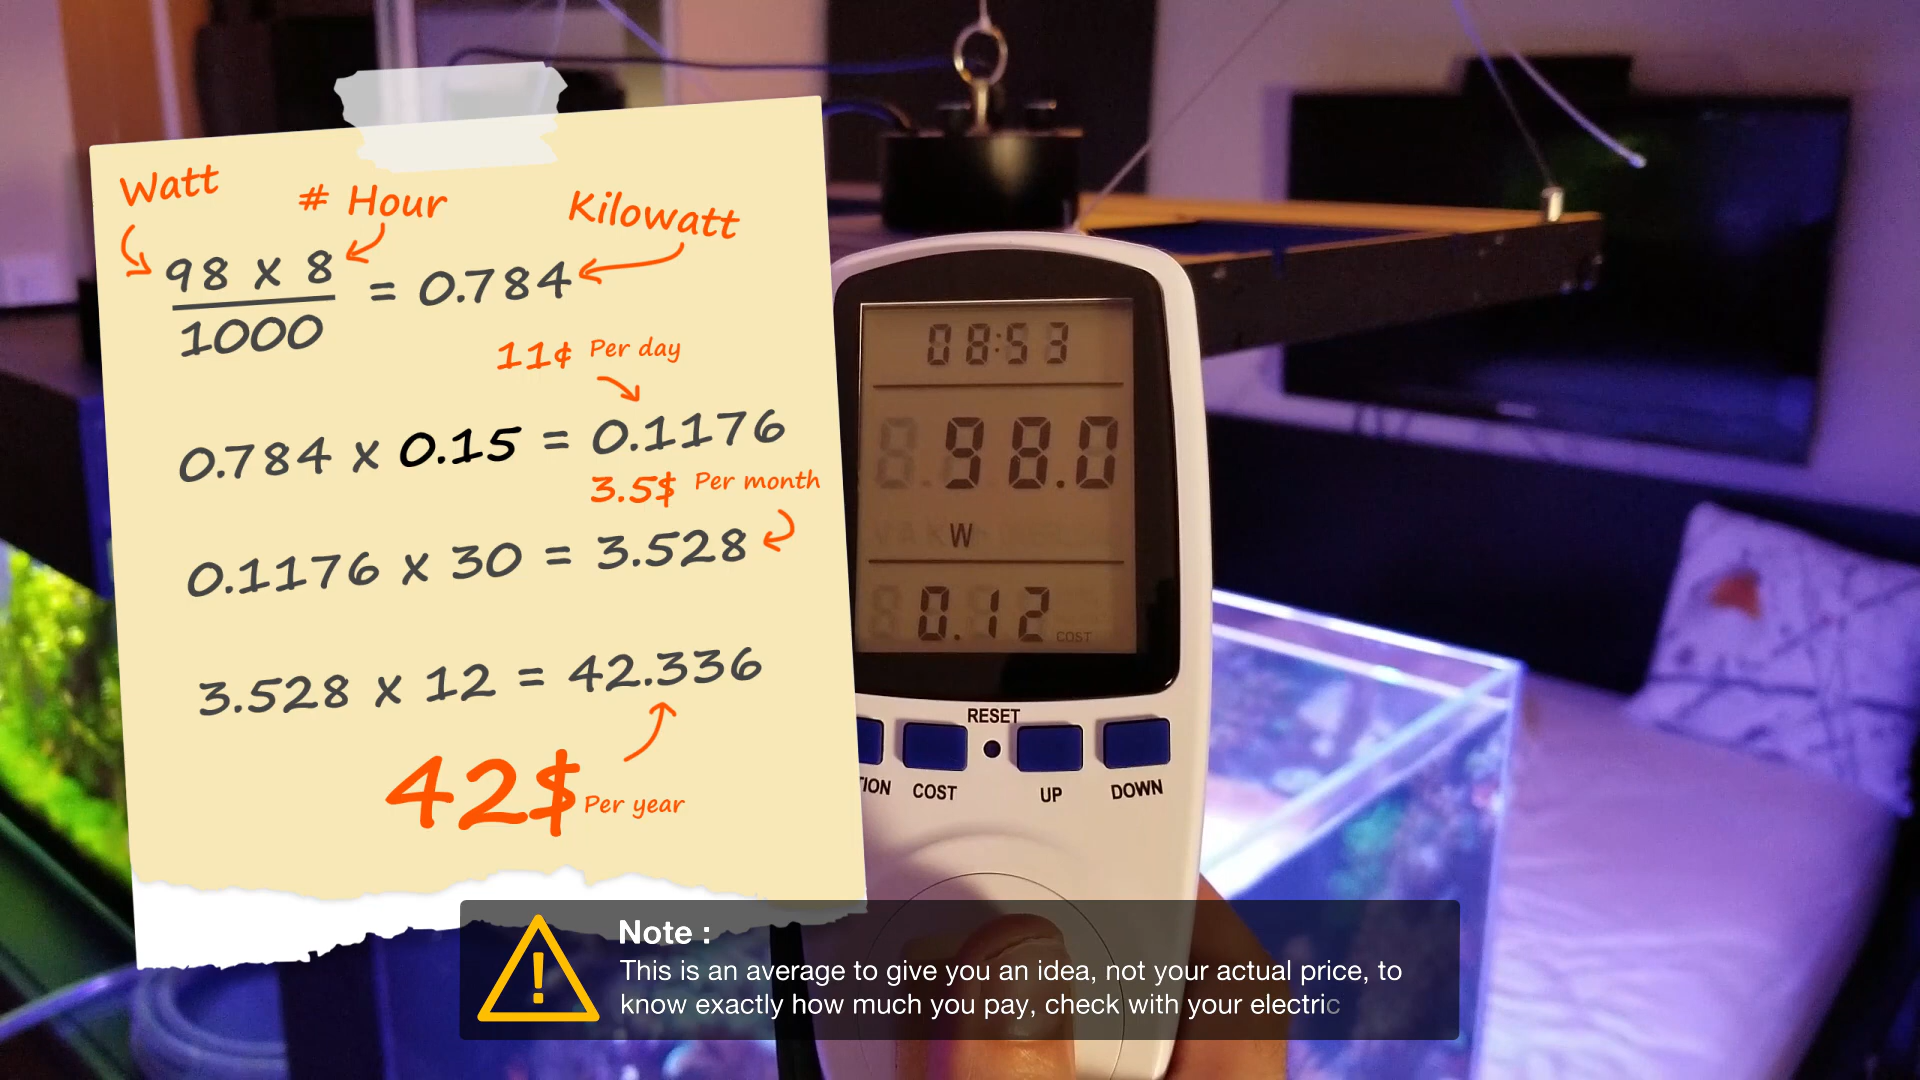 Watt
# Hour
Kilowatt
98 x 8
1000
= 0.784
11¢ Per day
0.784 x 0.15 = 0.1176
3.5$ Per month
0.1176 x 30 = 3.528
3.528 x 12 = 42.336
42$ Per year
08:53
98.0
W
0.12 COST
RESET
TION COST UP DOWN
Note :
This is an average to give you an idea, not your actual price, to
know exactly how much you pay, check with your electric